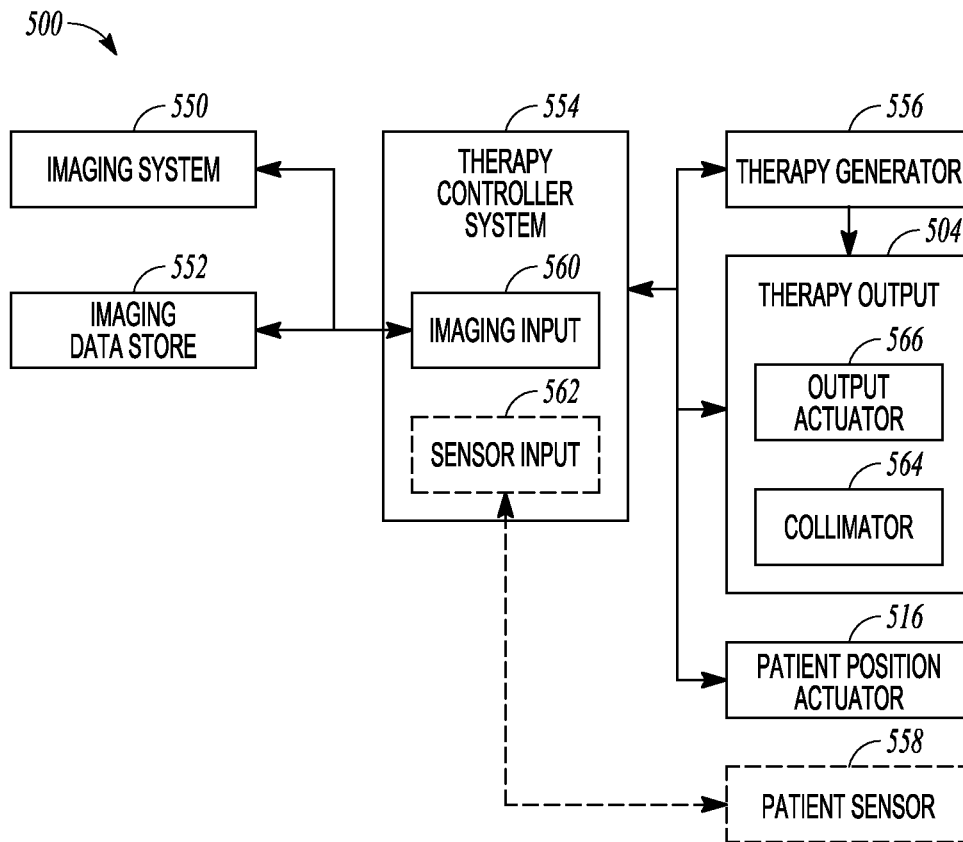 500
550
IMAGING SYSTEM
552
IMAGING
DATA STORE
554
THERAPY
CONTROLLER
SYSTEM
560
IMAGING INPUT
562
SENSOR INPUT
556
THERAPY GENERATOR
504
THERAPY OUTPUT
566
OUTPUT
ACTUATOR
564
COLLIMATOR
516
PATIENT POSITION
ACTUATOR
558
PATIENT SENSOR